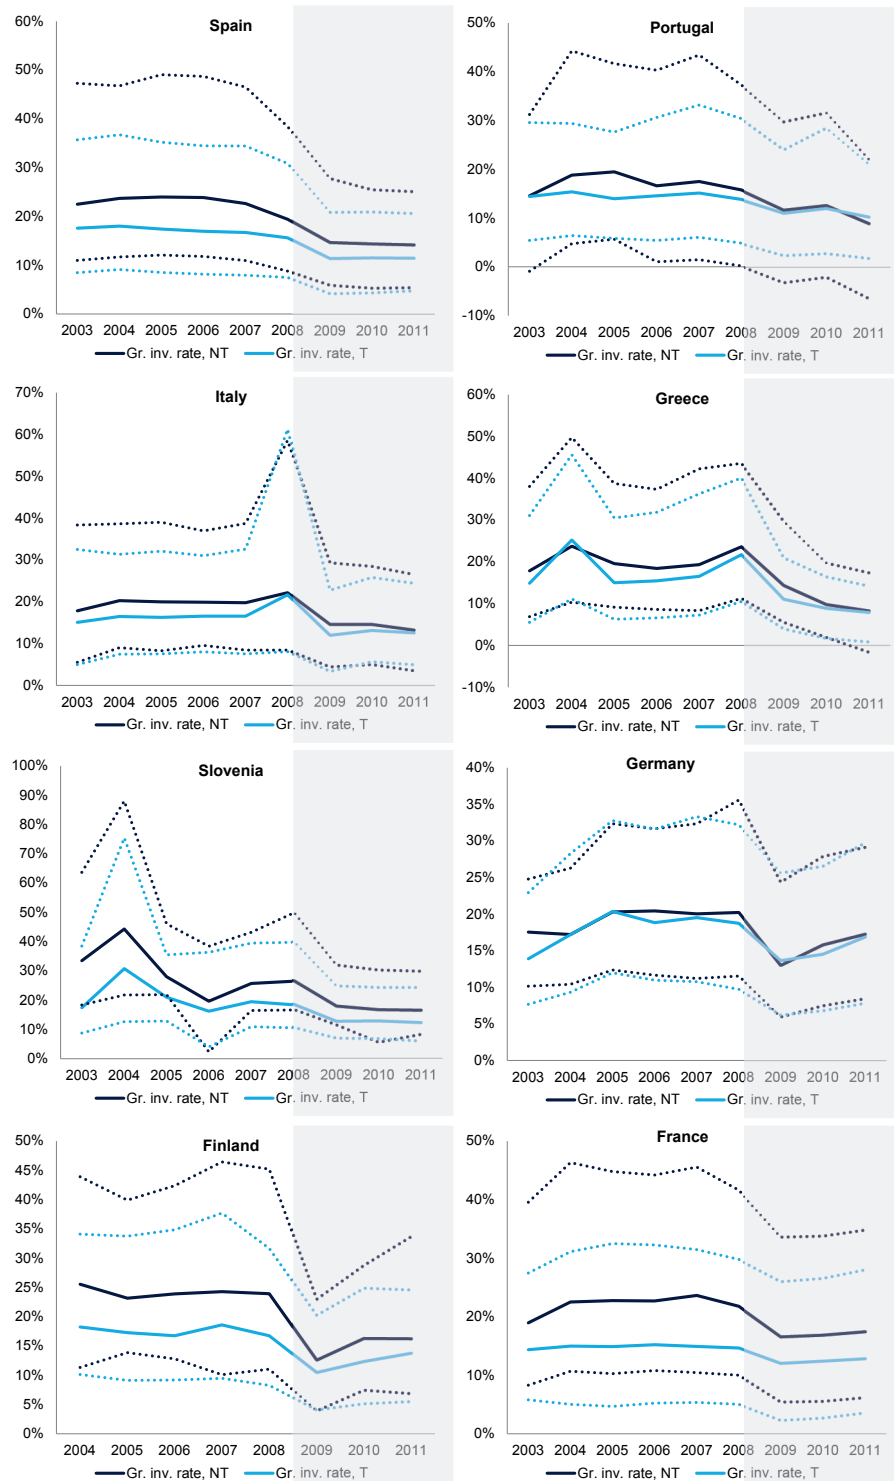 Spain
60%
50%
40%
30%
20%
10%
0%
2003 2004 2005 2006 2007 2008 2009 2010 2011
Gr. inv. rate, NT Gr. inv. rate, T
Portugal
50%
40%
30%
20%
10%
0%
-10%
2003 2004 2005 2006 2007 2008 2009 2010 2011
Gr. inv. rate, NT Gr. inv. rate, T
Italy
70%
60%
50%
40%
30%
20%
10%
0%
2003 2004 2005 2006 2007 2008 2009 2010 2011
Gr. inv. rate, NT Gr. inv. rate, T
Greece
60%
50%
40%
30%
20%
10%
0%
-10%
2003 2004 2005 2006 2007 2008 2009 2010 2011
Gr. inv. rate, NT Gr. inv. rate, T
Slovenia
100%
90%
80%
70%
60%
50%
40%
30%
20%
10%
0%
2003 2004 2005 2006 2007 2008 2009 2010 2011
Gr. inv. rate, NT Gr. inv. rate, T
Germany
40%
35%
30%
25%
20%
15%
10%
5%
0%
2003 2004 2005 2006 2007 2008 2009 2010 2011
Gr. inv. rate, NT Gr. inv. rate, T
Finland
50%
45%
40%
35%
30%
25%
20%
15%
10%
5%
0%
2004 2005 2006 2007 2008 2009 2010 2011
Gr. inv. rate, NT Gr. inv. rate, T
France
50%
40%
30%
20%
10%
0%
2003 2004 2005 2006 2007 2008 2009 2010 2011
Gr. inv. rate, NT Gr. inv. rate, T